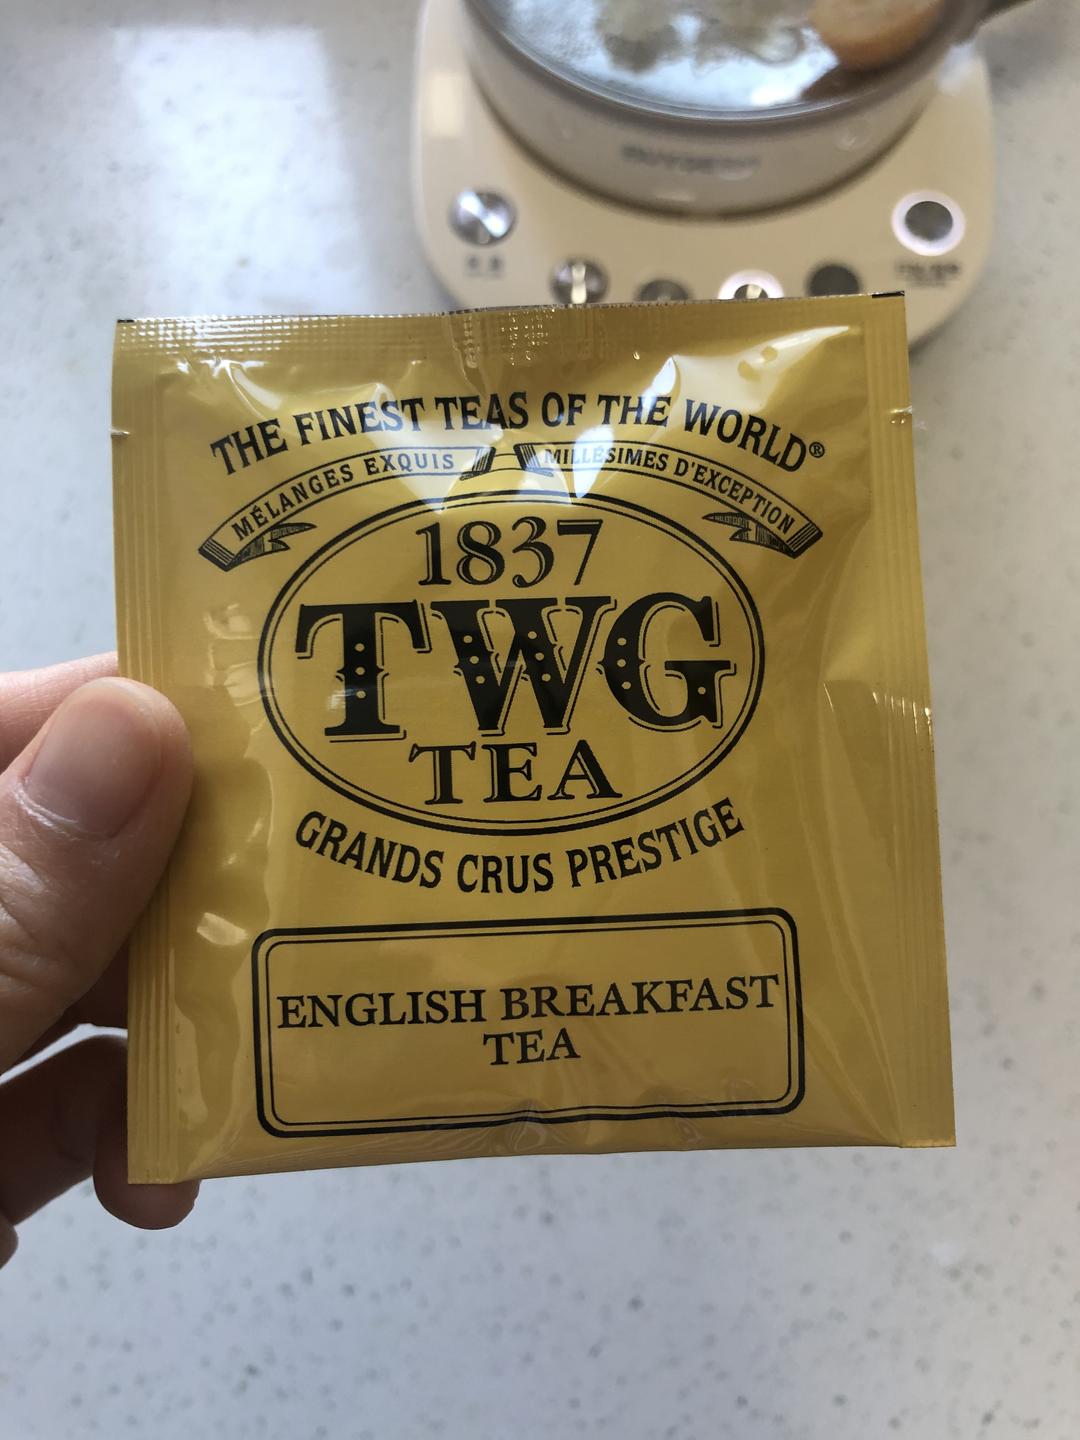 THE FINEST TEAS OF THE WORLD®
MÉLANGES EXQUIS MILLÉSIMES D'EXCEPTION
1837
TWG
TEA
GRANDS CRUS PRESTIGE
ENGLISH BREAKFAST
TEA